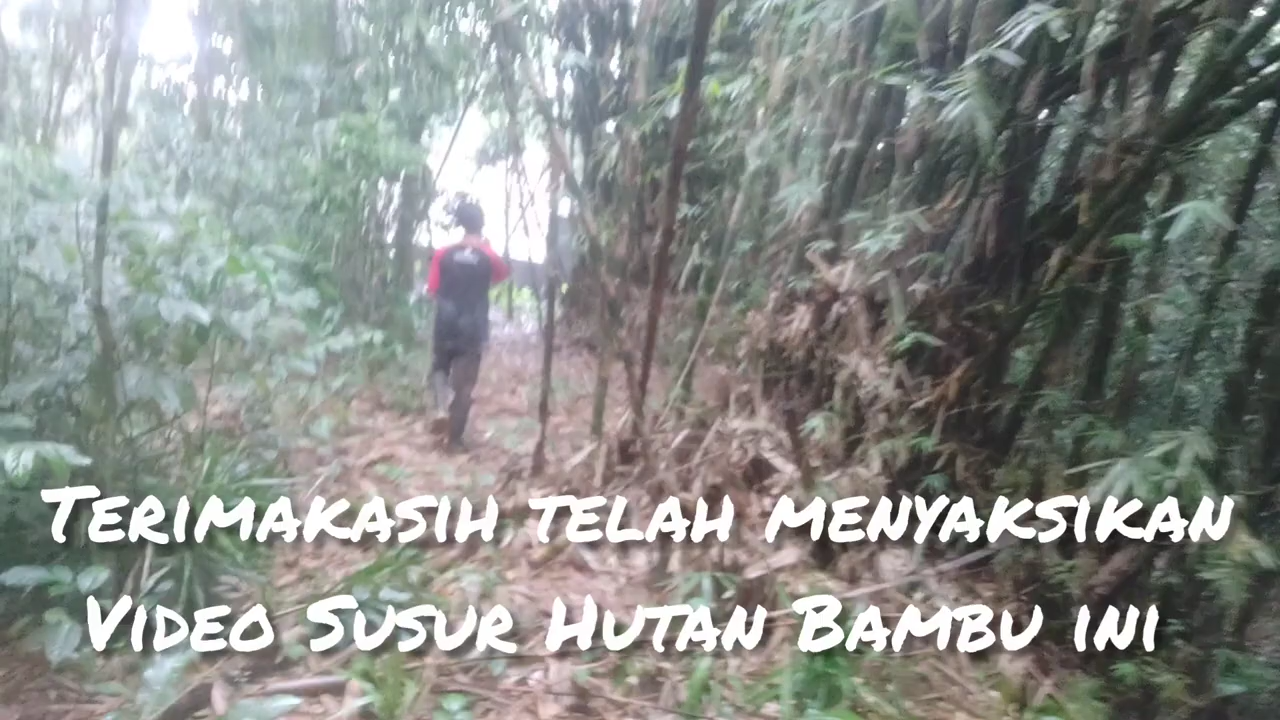 Terimakasih telah menyaksikan
Video Susur Hutan Bambu ini